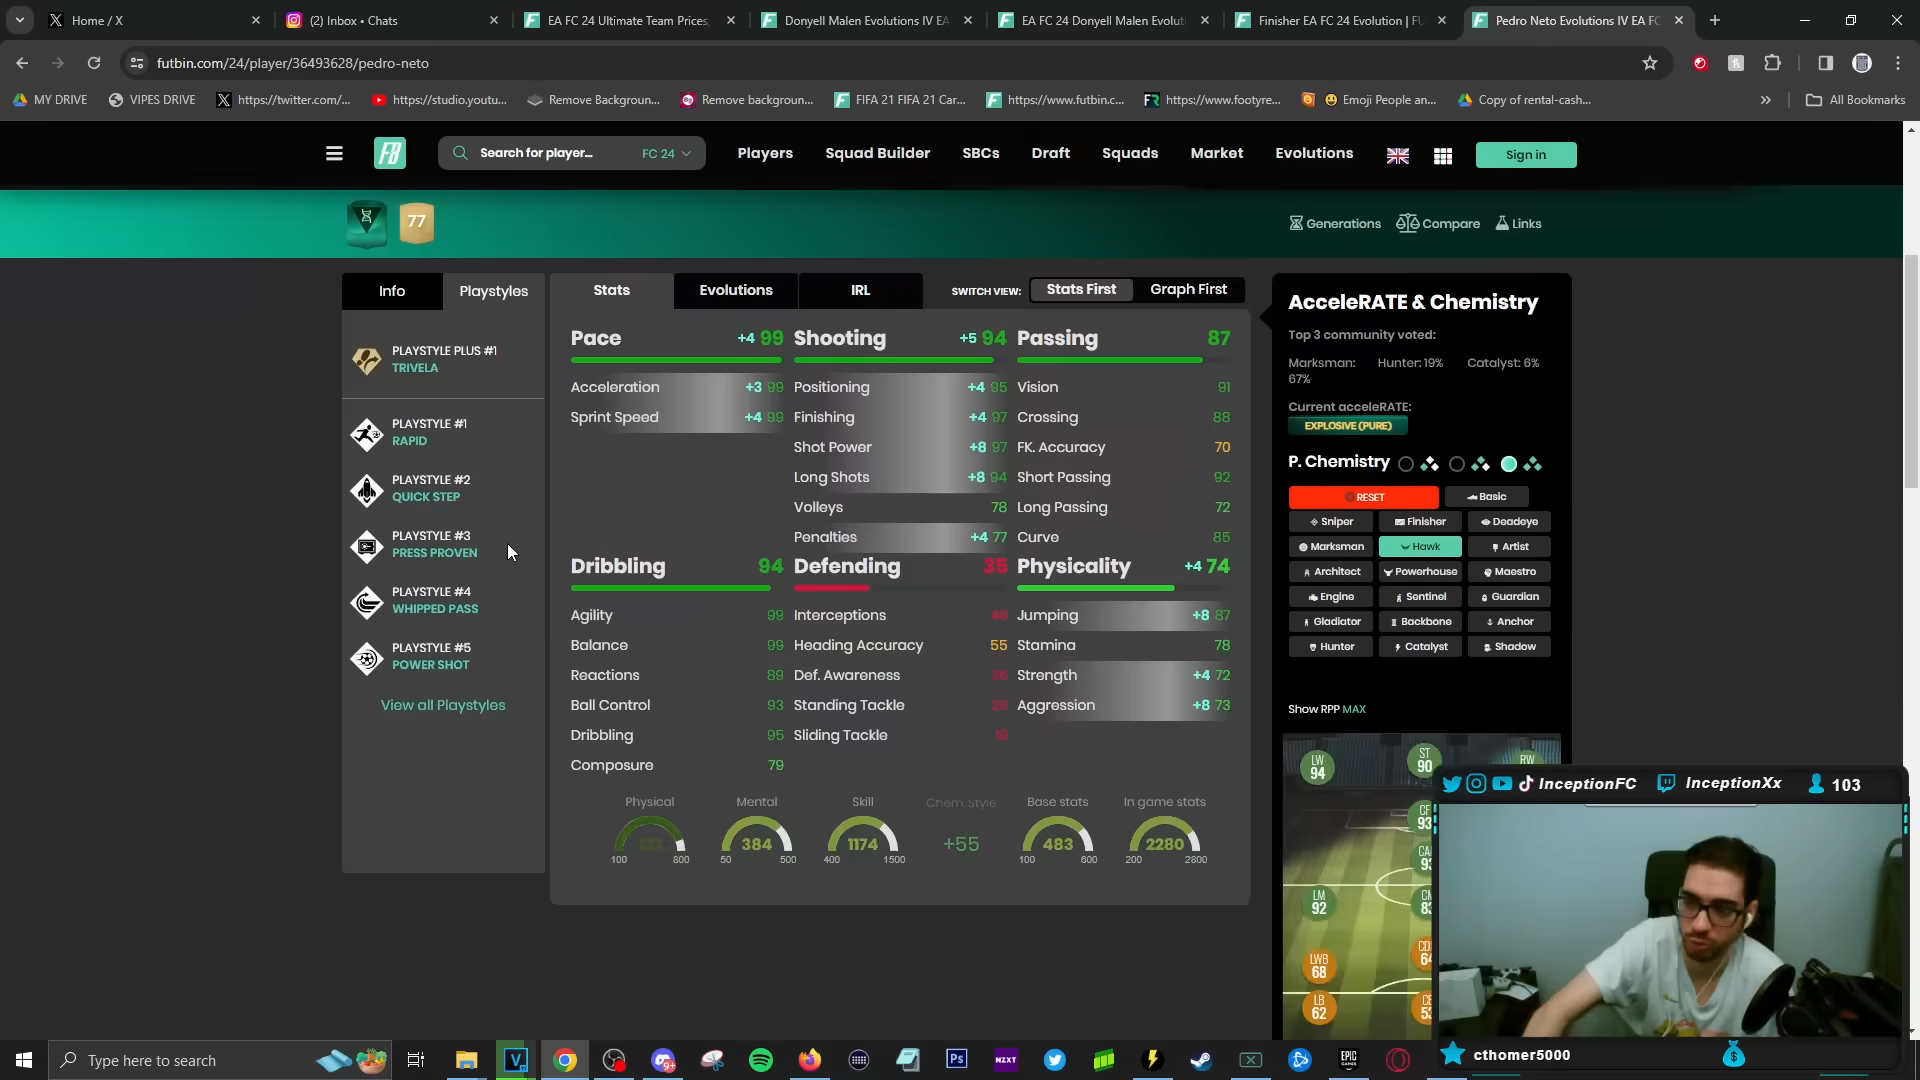 Home / X
(2) Inbox • Chats
EA FC 24 Ultimate Team Prices,
Donyell Malen Evolutions IV EA
EA FC 24 Donyell Malen Evoluti
Finisher EA FC 24 Evolution | FU
Pedro Neto Evolutions IV EA FC
futbin.com/24/player/36493628/pedro-neto
MY DRIVE
VIPES DRIVE
https://twitter.com/...
https://studio.youtu...
Remove Backgroun...
Remove backgroun...
FIFA 21 FIFA 21 Car...
https://www.futbin.c...
https://www.footyre...
Emoji People an...
Copy of rental-cash...
All Bookmarks
FB
Search for player...
FC 24
Players
Squad Builder
SBCs
Draft
Squads
Market
Evolutions
Sign in
77
Generations
Compare
Links
Info
Playstyles
PLAYSTYLE PLUS #1
TRIVELA
PLAYSTYLE #1
RAPID
PLAYSTYLE #2
QUICK STEP
PLAYSTYLE #3
PRESS PROVEN
PLAYSTYLE #4
WHIPPED PASS
PLAYSTYLE #5
POWER SHOT
View all Playstyles
Stats
Evolutions
IRL
SWITCH VIEW:
Stats First
Graph First
Pace +4 99
Acceleration +3 99
Sprint Speed +4 99
Shooting +5 94
Positioning +4 95
Finishing +4 97
Shot Power +8 97
Long Shots +8 94
Volleys 78
Penalties +4 77
Passing 87
Vision 91
Crossing 88
FK. Accuracy 70
Short Passing 92
Long Passing 72
Curve 85
Dribbling 94
Agility 99
Balance 99
Reactions 89
Ball Control 93
Dribbling 95
Composure 79
Defending 35
Interceptions
Heading Accuracy 55
Def. Awareness
Standing Tackle
Sliding Tackle
Physicality +4 74
Jumping +8 87
Stamina 78
Strength +4 72
Aggression +8 73
Physical
100 800
Mental
384
50 500
Skill
1174
400 1500
Chem. Style
+55
Base stats
483
100 600
In game stats
2280
200 2800
AcceleRATE & Chemistry
Top 3 community voted:
Marksman: 67%
Hunter: 19%
Catalyst: 6%
Current acceleRATE:
EXPLOSIVE (PURE)
P. Chemistry
RESET
Basic
Sniper
Finisher
Deadeye
Marksman
Hawk
Artist
Architect
Powerhouse
Maestro
Engine
Sentinel
Guardian
Gladiator
Backbone
Anchor
Hunter
Catalyst
Shadow
Show RPP MAX
LW
94
ST
90
RW
CF
93
LM
92
LWB
68
LB
62
InceptionFC
InceptionXx
103
cthomer5000
Type here to search
V
9+
Ps
NZXT
EPIC
GAMES